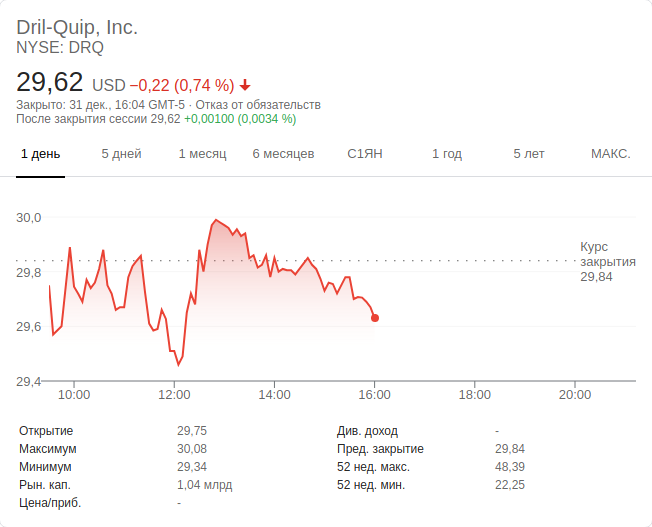 Dril-Quip, Inc.
NYSE: DRQ
29,62 USD −0,22 (0,74 %)
Закрыто: 31 дек., 16:04 GMT-5 · Отказ от обязательств
После закрытия сессии 29,62 +0,00100 (0,0034 %)
1 день 5 дней 1 месяц 6 месяцев С1ЯН 1 год 5 лет МАКС.
30,0
29,8
29,6
29,4
Курс
закрытия
29,84
10:00 12:00 14:00 16:00 18:00 20:00
Открытие 29,75 Див. доход -
Максимум 30,08 Пред. закрытие 29,84
Минимум 29,34 52 нед. макс. 48,39
Рын. кап. 1,04 млрд 52 нед. мин. 22,25
Цена/приб. -